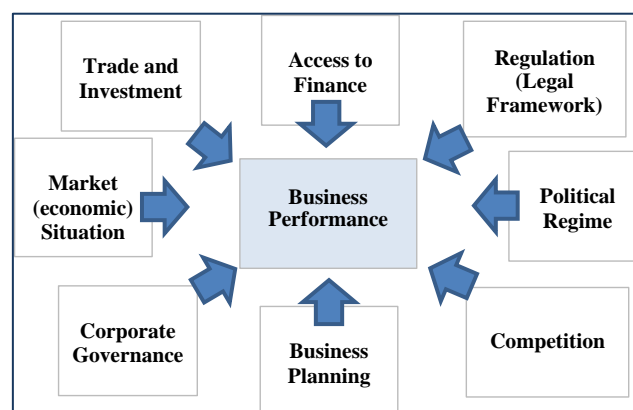 Trade and
Investment
Access to
Finance
Regulation
(Legal
Framework)
Market
(economic)
Situation
Business
Performance
Political
Regime
Corporate
Governance
Business
Planning
Competition